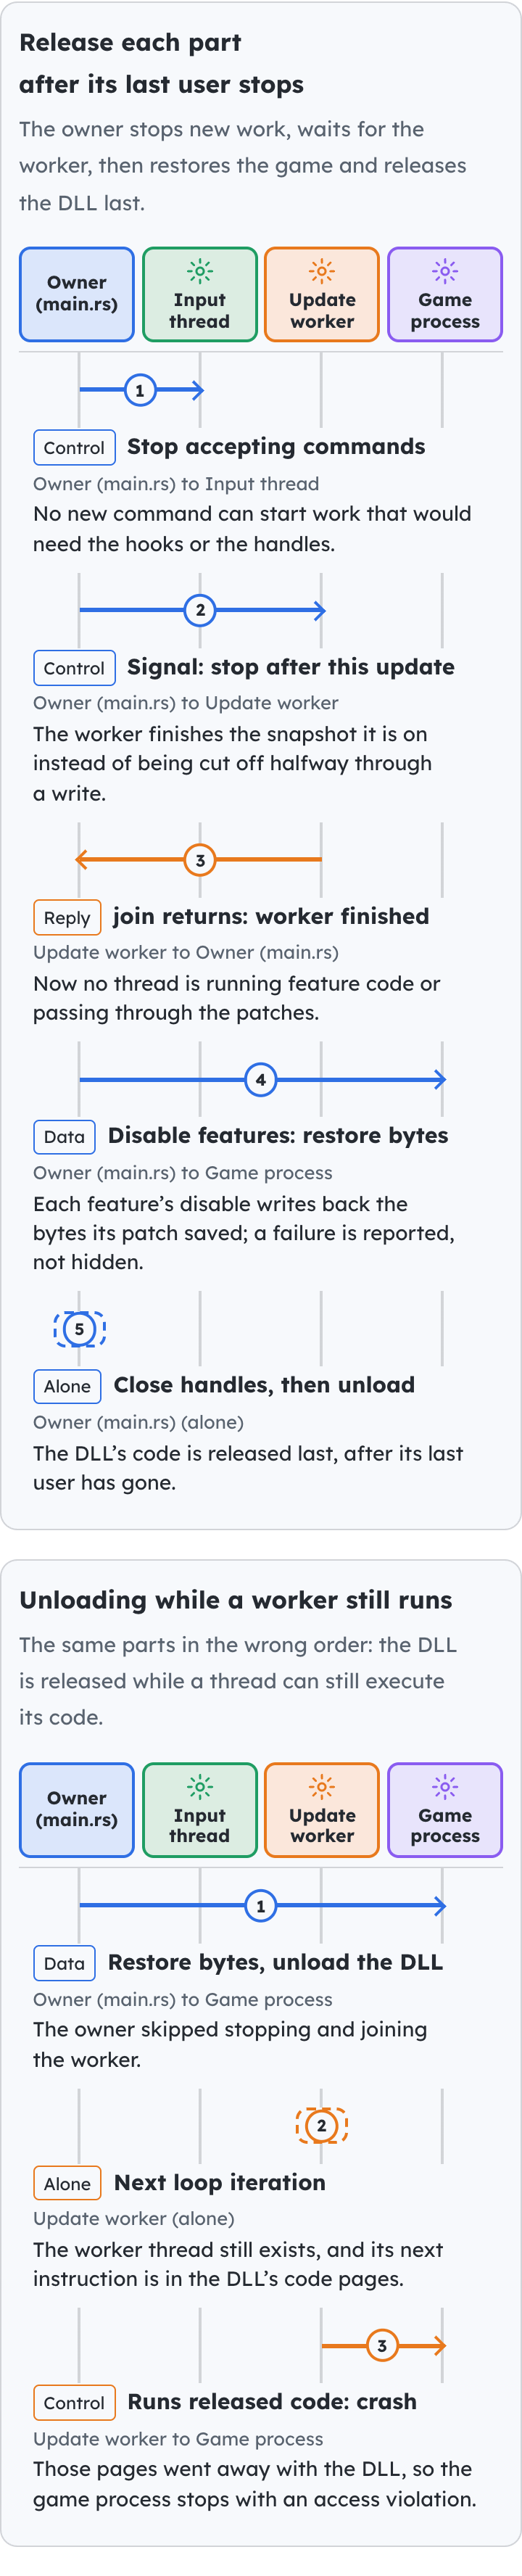 Release each part
after its last user stops
The owner stops new work, waits for the
worker, then restores the game and releases
the DLL last.
Owner
(main.rs)
Input
thread
Update
worker
Game
process
1
Control Stop accepting commands
Owner (main.rs) to Input thread
No new command can start work that would
need the hooks or the handles.
2
Control Signal: stop after this update
Owner (main.rs) to Update worker
The worker finishes the snapshot it is on
instead of being cut off halfway through
a write.
3
Reply join returns: worker finished
Update worker to Owner (main.rs)
Now no thread is running feature code or
passing through the patches.
4
Data Disable features: restore bytes
Owner (main.rs) to Game process
Each feature’s disable writes back the
bytes its patch saved; a failure is reported,
not hidden.
5
Alone Close handles, then unload
Owner (main.rs) (alone)
The DLL’s code is released last, after its last
user has gone.
Unloading while a worker still runs
The same parts in the wrong order: the DLL
is released while a thread can still execute
its code.
Owner
(main.rs)
Input
thread
Update
worker
Game
process
1
Data Restore bytes, unload the DLL
Owner (main.rs) to Game process
The owner skipped stopping and joining
the worker.
2
Alone Next loop iteration
Update worker (alone)
The worker thread still exists, and its next
instruction is in the DLL’s code pages.
3
Control Runs released code: crash
Update worker to Game process
Those pages went away with the DLL, so the
game process stops with an access violation.